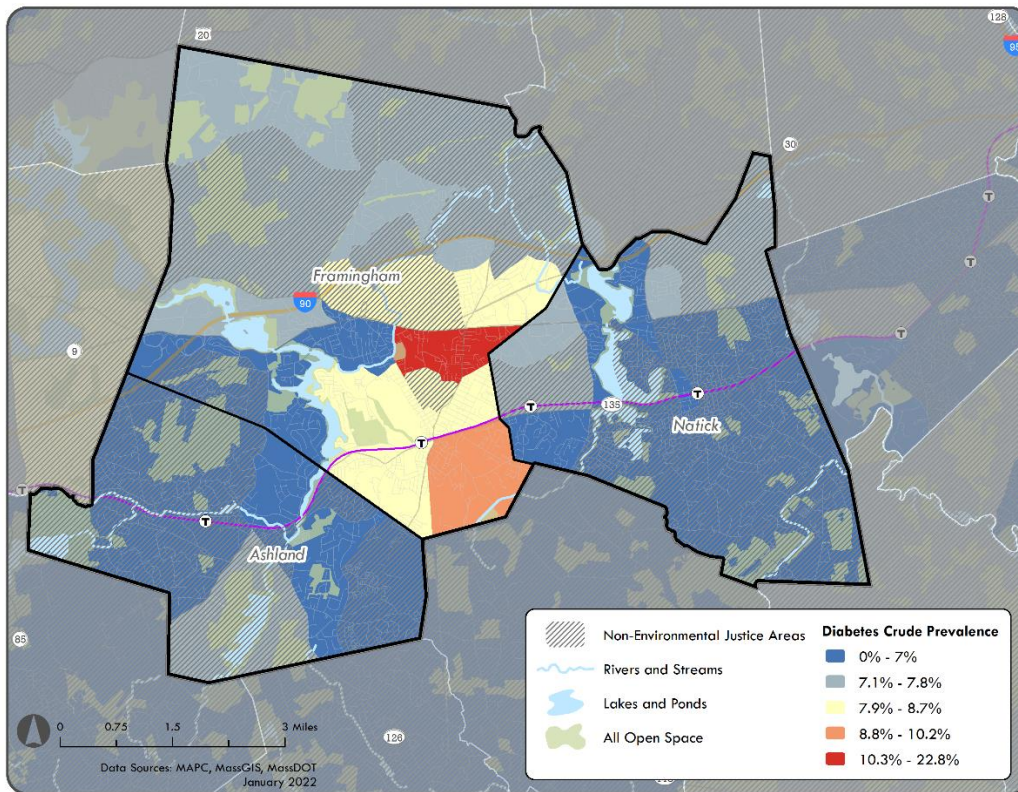 128
20
95
30
Framingham
90
9
135
Natick
Ashland
85
126
0 0.75 1.5 3 Miles
Data Sources: MAPC, MassGIS, MassDOT
January 2022
Non-Environmental Justice Areas
Rivers and Streams
Lakes and Ponds
All Open Space
Diabetes Crude Prevalence
0% - 7%
7.1% - 7.8%
7.9% - 8.7%
8.8% - 10.2%
10.3% - 22.8%
T
T
T
T
T
T
T
T